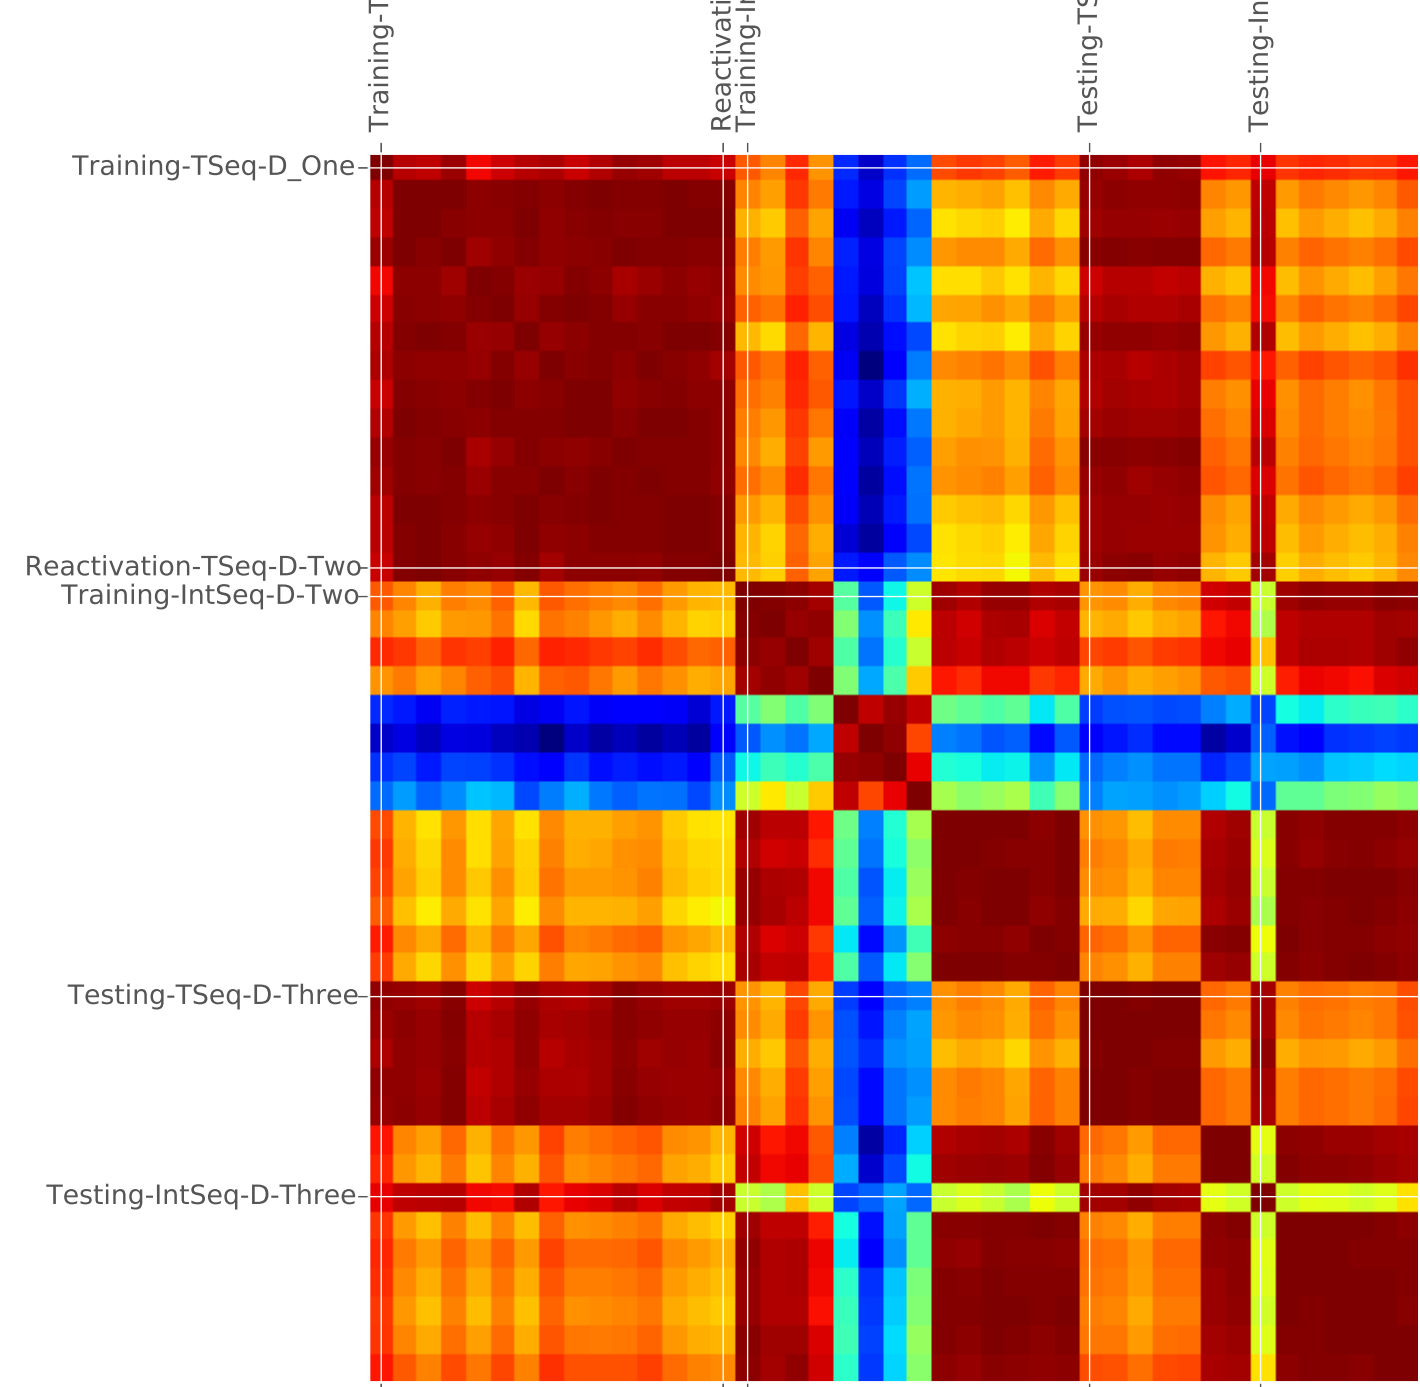 Training-T
Reactivati
Training-In
Testing-TS
Testing-In
Training-TSeq-D_One
Reactivation-TSeq-D-Two
Training-IntSeq-D-Two
Testing-TSeq-D-Three
Testing-IntSeq-D-Three